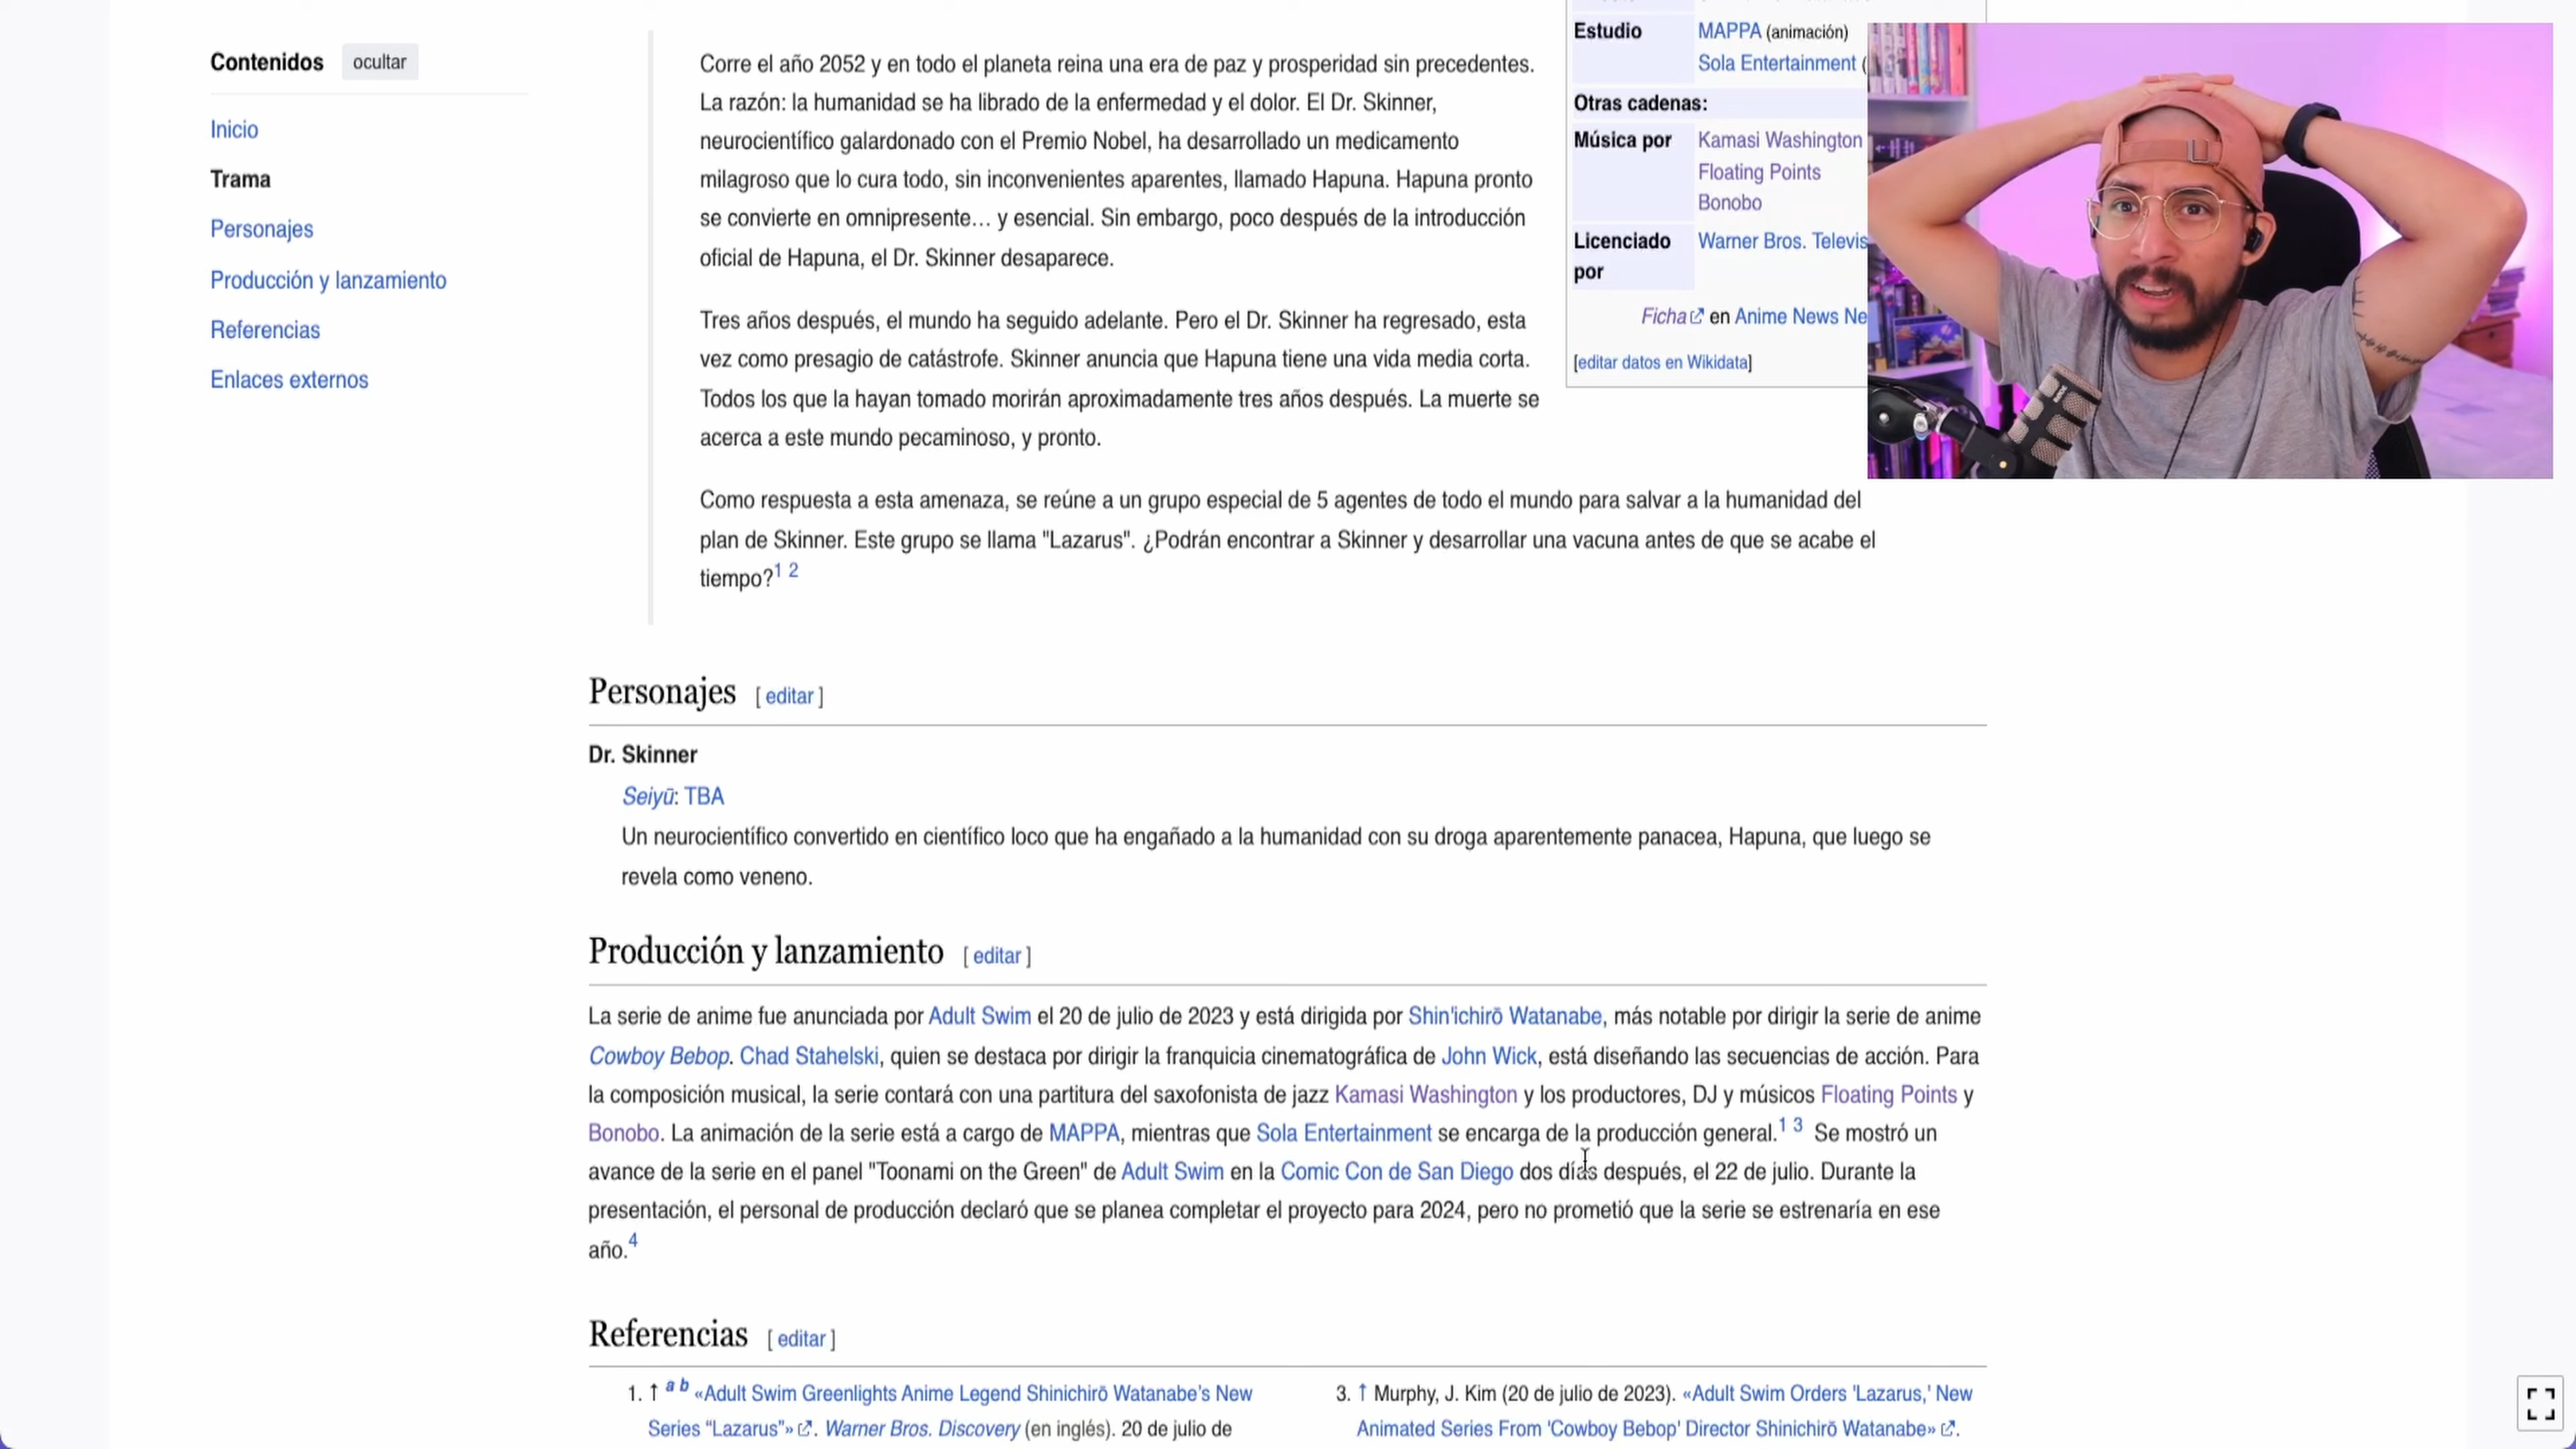 Contenidos ocultar
Inicio
Trama
Personajes
Producción y lanzamiento
Referencias
Enlaces externos
Corre el año 2052 y en todo el planeta reina una era de paz y prosperidad sin precedentes.
La razón: la humanidad se ha librado de la enfermedad y el dolor. El Dr. Skinner,
neurocientífico galardonado con el Premio Nobel, ha desarrollado un medicamento
milagroso que lo cura todo, sin inconvenientes aparentes, llamado Hapuna. Hapuna pronto
se convierte en omnipresente… y esencial. Sin embargo, poco después de la introducción
oficial de Hapuna, el Dr. Skinner desaparece.
Tres años después, el mundo ha seguido adelante. Pero el Dr. Skinner ha regresado, esta
vez como presagio de catástrofe. Skinner anuncia que Hapuna tiene una vida media corta.
Todos los que la hayan tomado morirán aproximadamente tres años después. La muerte se
acerca a este mundo pecaminoso, y pronto.
Como respuesta a esta amenaza, se reúne a un grupo especial de 5 agentes de todo el mundo para salvar a la humanidad del
plan de Skinner. Este grupo se llama "Lazarus". ¿Podrán encontrar a Skinner y desarrollar una vacuna antes de que se acabe el
tiempo?1 2
Estudio MAPPA (animación)
Sola Entertainment (
Otras cadenas:
Música por Kamasi Washington
Floating Points
Bonobo
Licenciado por Warner Bros. Televis
Ficha en Anime News Ne
[editar datos en Wikidata]
Personajes [ editar ]
Dr. Skinner
Seiyū: TBA
Un neurocientífico convertido en científico loco que ha engañado a la humanidad con su droga aparentemente panacea, Hapuna, que luego se
revela como veneno.
Producción y lanzamiento [ editar ]
La serie de anime fue anunciada por Adult Swim el 20 de julio de 2023 y está dirigida por Shin'ichirō Watanabe, más notable por dirigir la serie de anime
Cowboy Bebop. Chad Stahelski, quien se destaca por dirigir la franquicia cinematográfica de John Wick, está diseñando las secuencias de acción. Para
la composición musical, la serie contará con una partitura del saxofonista de jazz Kamasi Washington y los productores, DJ y músicos Floating Points y
Bonobo. La animación de la serie está a cargo de MAPPA, mientras que Sola Entertainment se encarga de la producción general.1 3 Se mostró un
avance de la serie en el panel "Toonami on the Green" de Adult Swim en la Comic Con de San Diego dos días después, el 22 de julio. Durante la
presentación, el personal de producción declaró que se planea completar el proyecto para 2024, pero no prometió que la serie se estrenaría en ese
año.4
Referencias [ editar ]
1. ↑ a b «Adult Swim Greenlights Anime Legend Shinichirō Watanabe's New
Series “Lazarus”». Warner Bros. Discovery (en inglés). 20 de julio de
3. ↑ Murphy, J. Kim (20 de julio de 2023). «Adult Swim Orders 'Lazarus,' New
Animated Series From 'Cowboy Bebop' Director Shinichirō Watanabe».